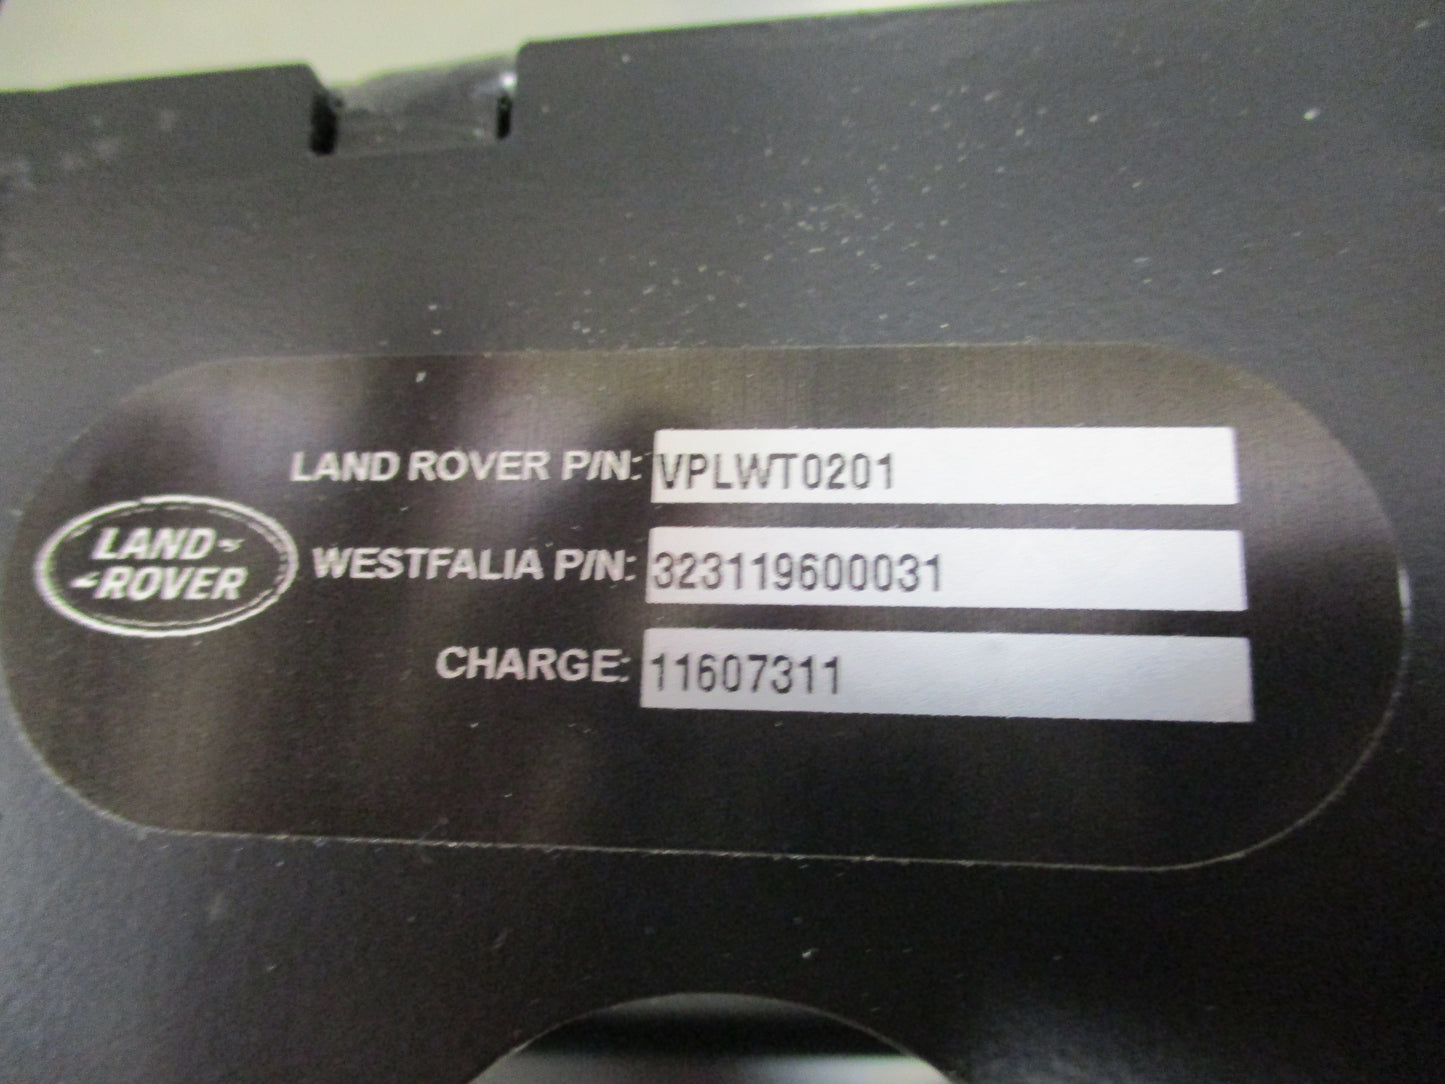 LAND ROVER P/N: VPLWT0201
LAND
ROVER
WESTFALIA P/N: 323119600031
CHARGE: 11607311